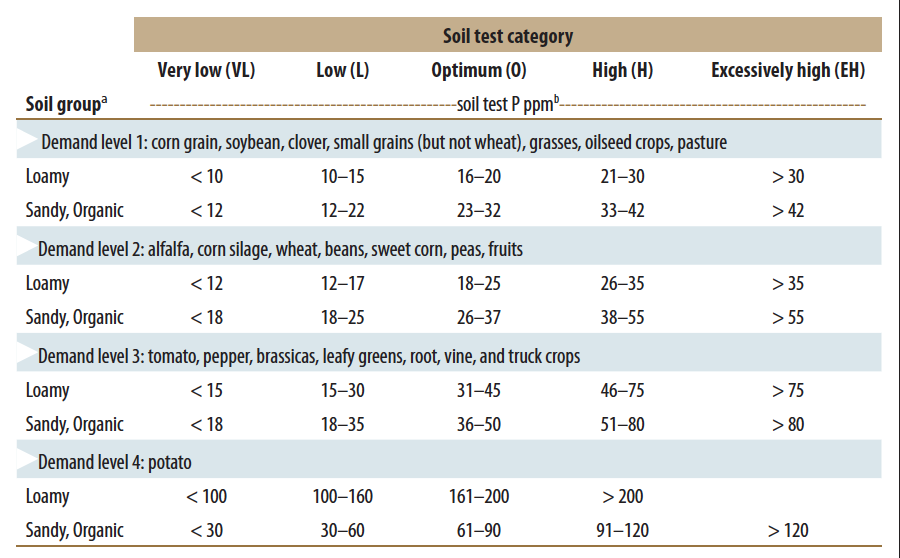 Soil test category
Very low (VL) Low (L) Optimum (O) High (H) Excessively high (EH)
Soil groupᵃ soil test P ppmᵇ
Demand level 1: corn grain, soybean, clover, small grains (but not wheat), grasses, oilseed crops, pasture
Loamy < 10 10–15 16–20 21–30 > 30
Sandy, Organic < 12 12–22 23–32 33–42 > 42
Demand level 2: alfalfa, corn silage, wheat, beans, sweet corn, peas, fruits
Loamy < 12 12–17 18–25 26–35 > 35
Sandy, Organic < 18 18–25 26–37 38–55 > 55
Demand level 3: tomato, pepper, brassicas, leafy greens, root, vine, and truck crops
Loamy < 15 15–30 31–45 46–75 > 75
Sandy, Organic < 18 18–35 36–50 51–80 > 80
Demand level 4: potato
Loamy < 100 100–160 161–200 > 200
Sandy, Organic < 30 30–60 61–90 91–120 > 120